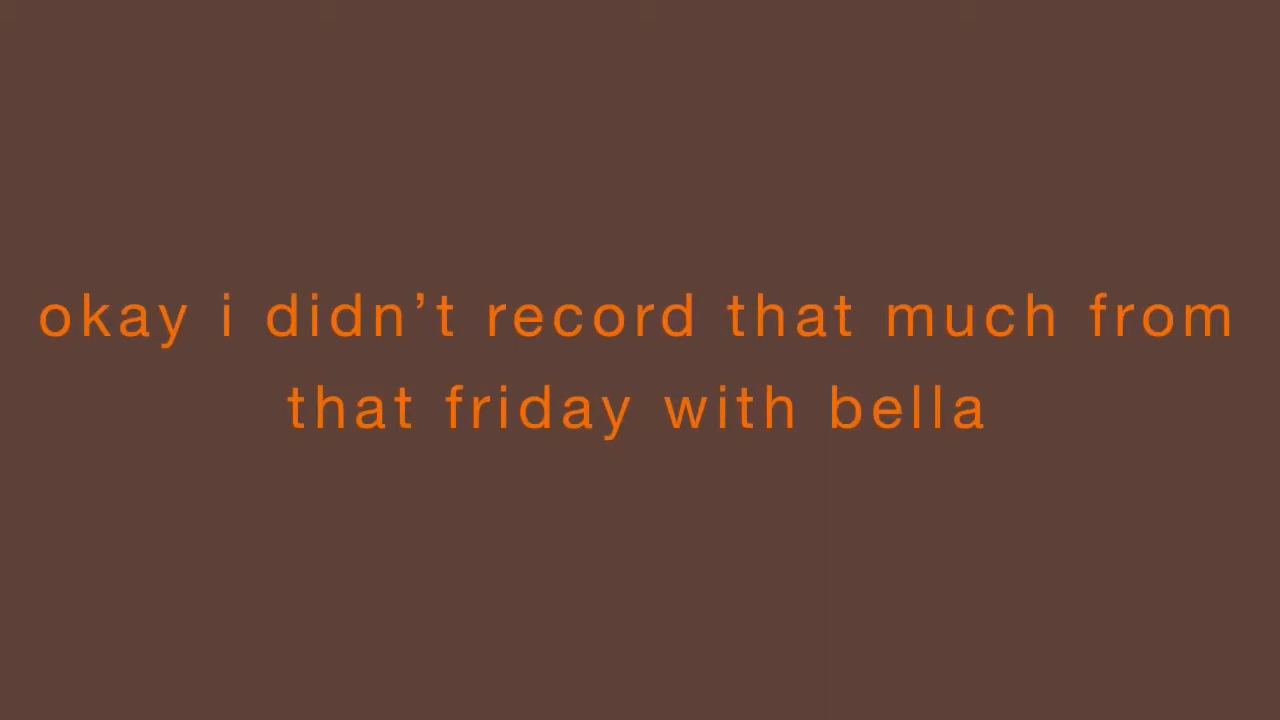 okay i didn’t record that much from
that friday with bella